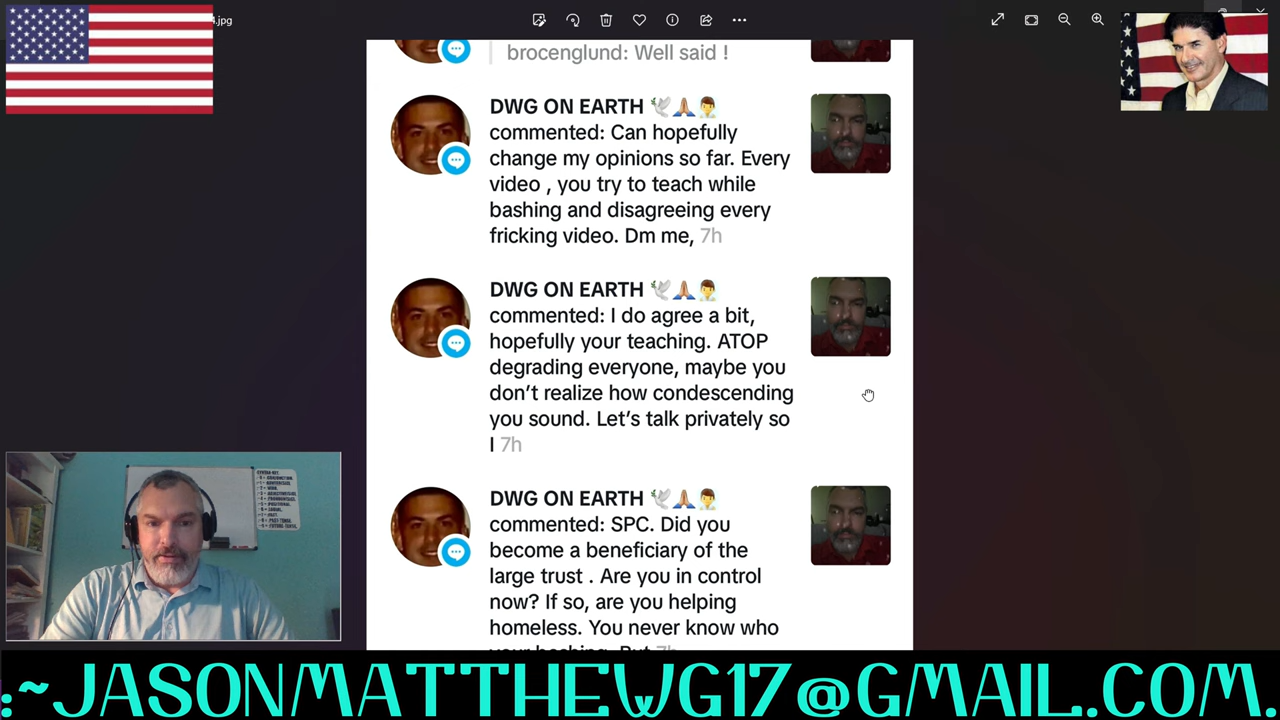 .jpg
brocenglund: Well said !
DWG ON EARTH 🕊️🙏🏽🤷‍♂️
commented: Can hopefully
change my opinions so far. Every
video , you try to teach while
bashing and disagreeing every
fricking video. Dm me, 7h
DWG ON EARTH
commented: I do agree a bit,
hopefully your teaching. ATOP
degrading everyone, maybe you
don’t realize how condescending
you sound. Let’s talk privately so
I 7h
DWG ON EARTH
commented: SPC. Did you
become a beneficiary of the
large trust . Are you in control
now? If so, are you helping
homeless. You never know who
:~JASONMATTHEWG17@GMAIL.COM.